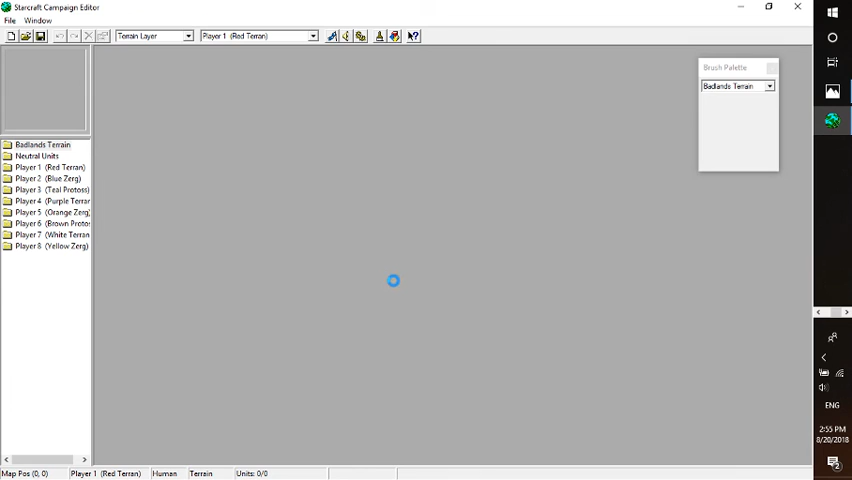 Starcraft Campaign Editor
File Window
Terrain Layer Player 1 (Red Terran)
Brush Palette
Badlands Terrain
Badlands Terrain
Neutral Units
Player 1 (Red Terran)
Player 2 (Blue Zerg)
Player 3 (Teal Protoss)
Player 4 (Purple Terran
Player 5 (Orange Zerg)
Player 6 (Brown Protos
Player 7 (White Terran
Player 8 (Yellow Zerg)
ENG
2:55 PM
8/20/2018
2
Map Pos (0, 0) Player 1 (Red Terran) Human Terrain Units: 0/0